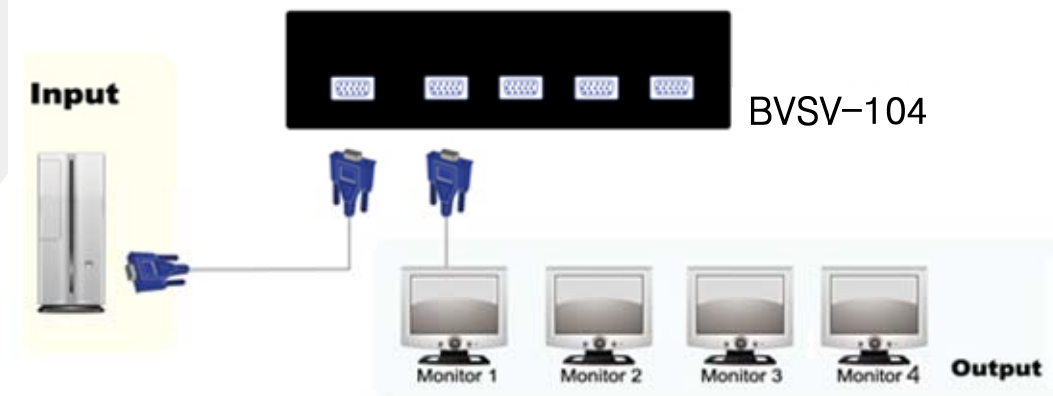 Input
BVSV-104
Monitor 1
Monitor 2
Monitor 3
Monitor 4
Output